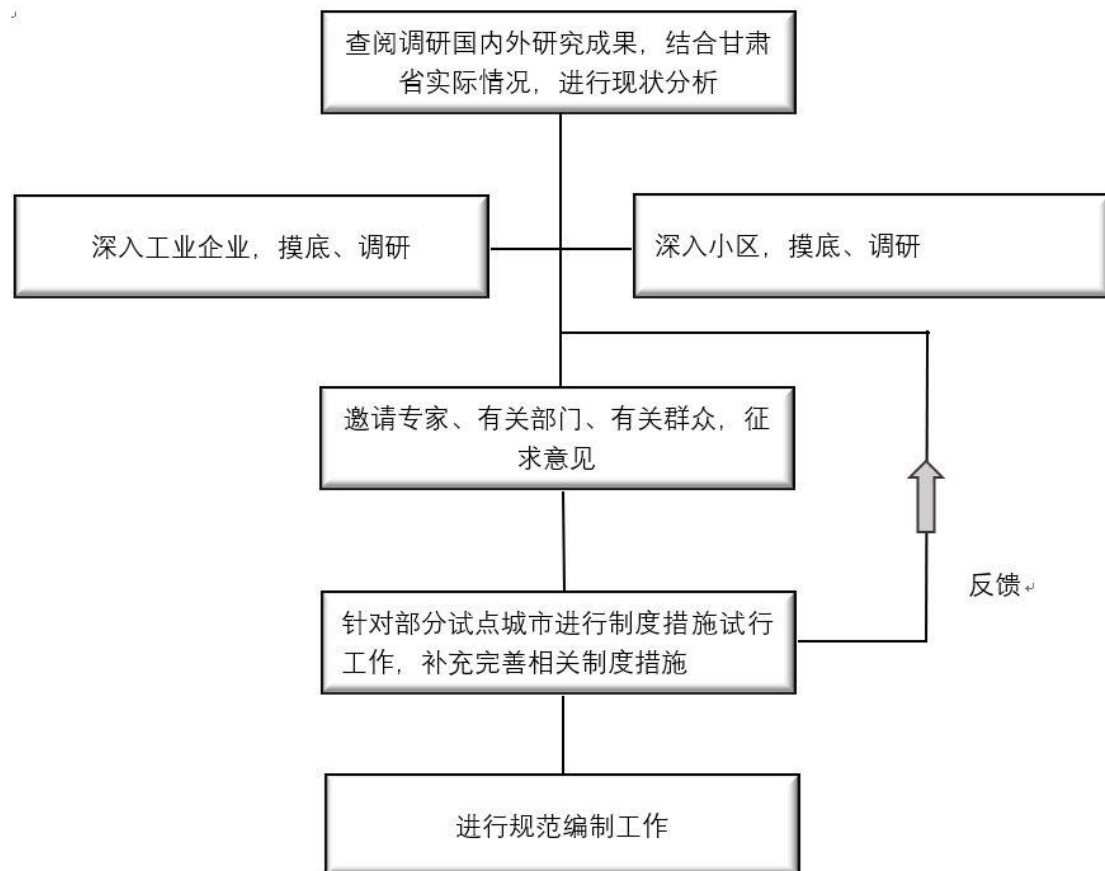 查阅调研国内外研究成果，结合甘肃
省实际情况，进行现状分析
深入工业企业，摸底、调研
深入小区，摸底、调研
邀请专家、有关部门、有关群众，征
求意见
反馈
针对部分试点城市进行制度措施试行
工作，补充完善相关制度措施
进行规范编制工作